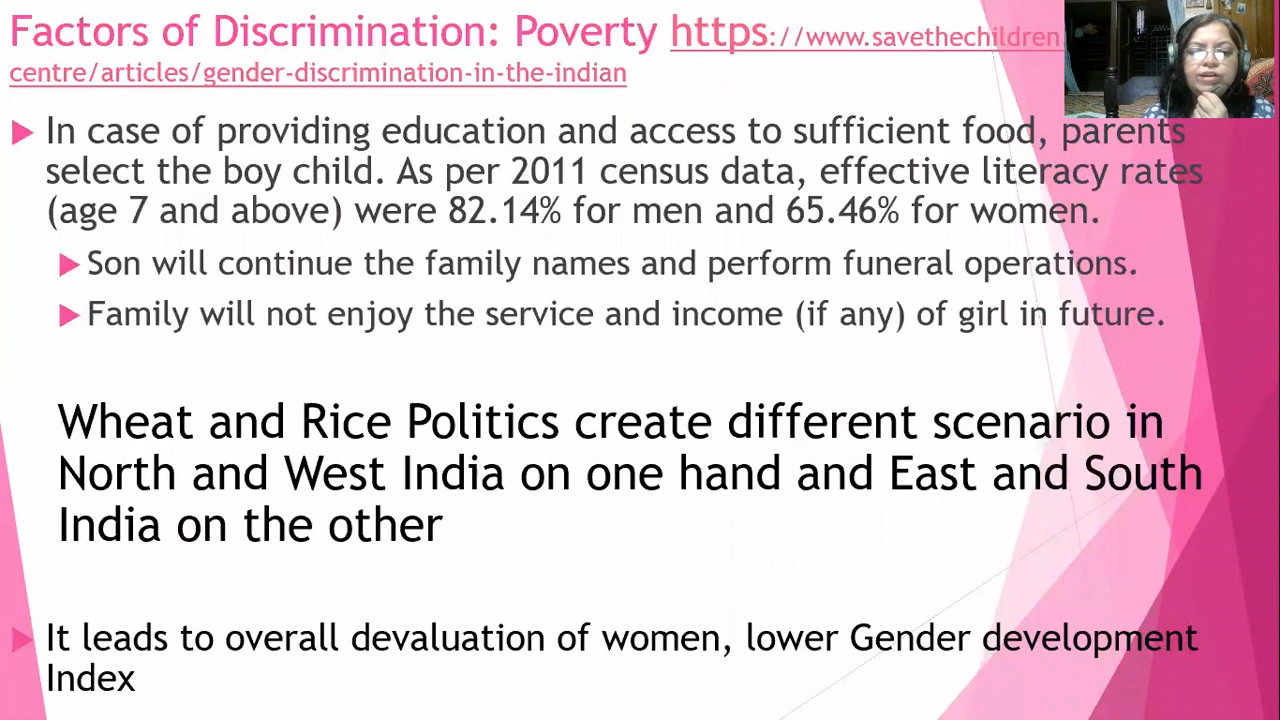 Factors of Discrimination: Poverty https://www.savethechildren.
centre/articles/gender-discrimination-in-the-indian
In case of providing education and access to sufficient food, parents
select the boy child. As per 2011 census data, effective literacy rates
(age 7 and above) were 82.14% for men and 65.46% for women.
Son will continue the family names and perform funeral operations.
Family will not enjoy the service and income (if any) of girl in future.
Wheat and Rice Politics create different scenario in
North and West India on one hand and East and South
India on the other
It leads to overall devaluation of women, lower Gender development
Index